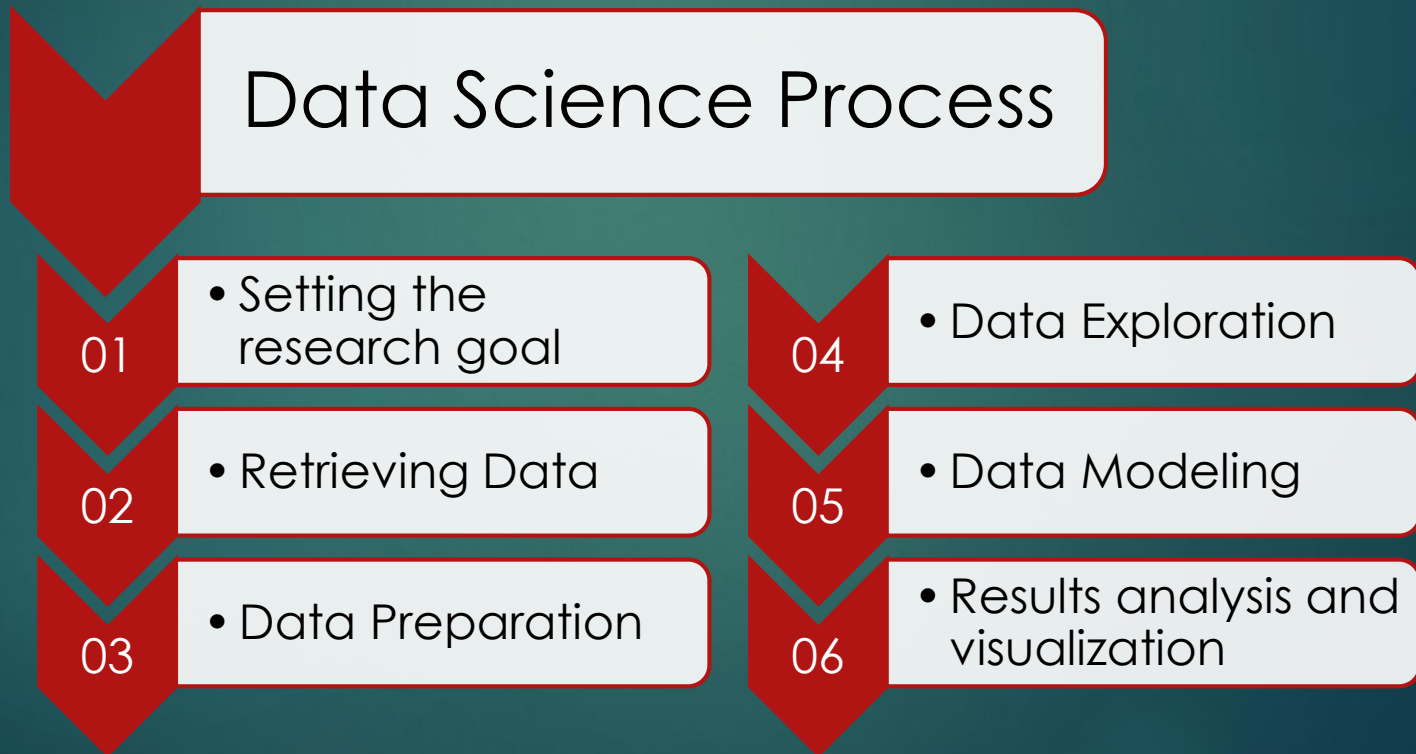 Data Science Process
01
• Setting the
research goal
02
• Retrieving Data
03
• Data Preparation
04
• Data Exploration
05
• Data Modeling
06
• Results analysis and
visualization